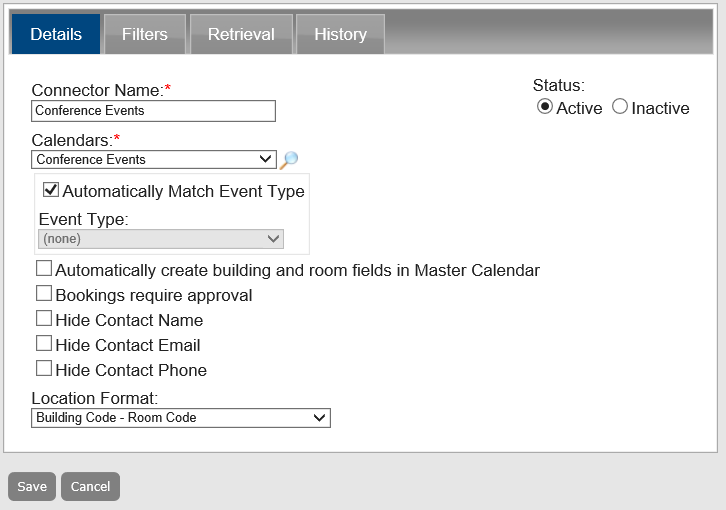 Details Filters Retrieval History
Connector Name:*
Status:
Conference Events
Active Inactive
Calendars:*
Conference Events
Automatically Match Event Type
Event Type:
(none)
Automatically create building and room fields in Master Calendar
Bookings require approval
Hide Contact Name
Hide Contact Email
Hide Contact Phone
Location Format:
Building Code - Room Code
Save Cancel